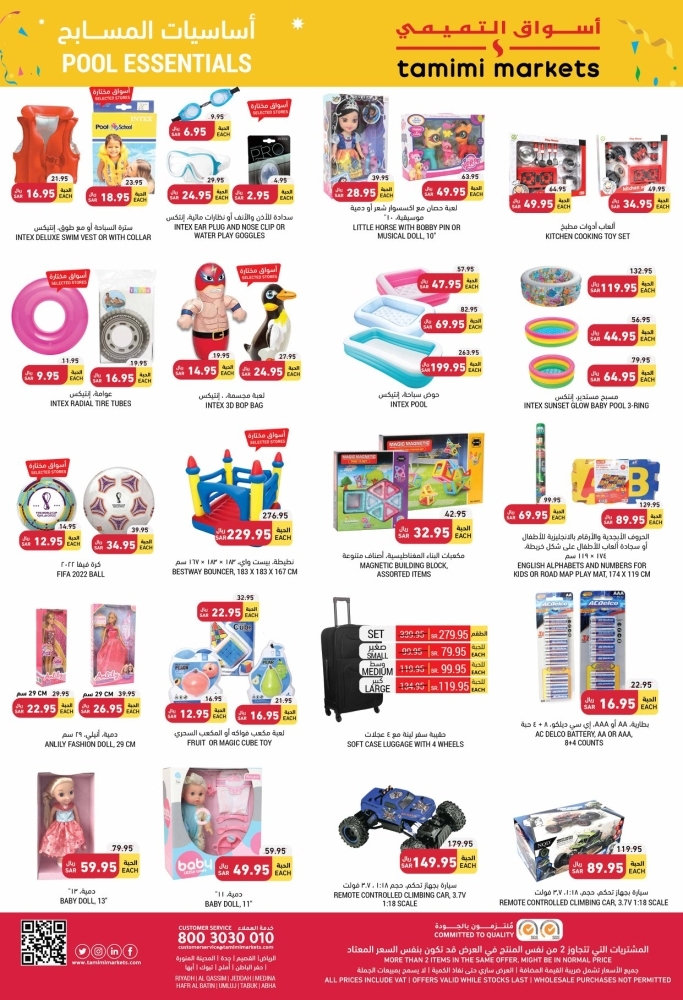 أساسيات المسابح
POOL ESSENTIALS
أسواق التميمي
tamimi markets
أسواق مختارة
SELECTED STORES
21.95
ريال SAR 16.95 الحبة EACH
Pool School
INTEX
23.95
ريال SAR 18.95 الحبة EACH
سترة السباحة أو مع طوق، إنتيكس
INTEX DELUXE SWIM VEST OR WITH COLLAR
أسواق مختارة
SELECTED STORES
9.95
ريال SAR 6.95 الحبة EACH
29.95
ريال SAR 24.95 الحبة EACH
PRO
4.95
ريال SAR 2.95 الحبة EACH
سدادة للأذن والأنف أو نظارات مائية، إنتكس
INTEX EAR PLUG AND NOSE CLIP OR
WATER PLAY GOGGLES
39.95
ريال SAR 28.95 الحبة EACH
61.95
ريال SAR 49.95 الحبة EACH
لعبة حصان مع اكسسوار شعر أو دمية
موسيقية، ١٠"
LITTLE HORSE WITH BOBBY PIN OR
MUSICAL DOLL, 10"
64.95
ريال SAR 49.95 الحبة EACH
49.95
ريال SAR 34.95 الحبة EACH
ألعاب أدوات مطبخ
KITCHEN COOKING TOY SET
أسواق مختارة
SELECTED STORES
INTEX
11.95
ريال SAR 9.95 الحبة EACH
19.95
ريال SAR 16.95 الحبة EACH
عوامة، إنتيكس
INTEX RADIAL TIRE TUBES
أسواق مختارة
SELECTED STORES
19.95
ريال SAR 14.95 الحبة EACH
27.95
ريال SAR 24.95 الحبة EACH
لعبة مجسمة، إنتيكس
INTEX 3D BOP BAG
57.95
ريال SAR 47.95 الحبة EACH
82.95
ريال SAR 69.95 الحبة EACH
263.95
ريال SAR 199.95 الحبة EACH
حوض سباحة، إنتيكس
INTEX POOL
132.95
ريال SAR 119.95 الحبة EACH
56.95
ريال SAR 44.95 الحبة EACH
79.95
ريال SAR 64.95 الحبة EACH
مسبح مستدير، إنتكس
INTEX SUNSET GLOW BABY POOL 3-RING
أسواق مختارة
SELECTED STORES
14.95
ريال SAR 12.95 الحبة EACH
39.95
ريال SAR 34.95 الحبة EACH
كرة فيفا ٢٠٢٢
FIFA 2022 BALL
أسواق مختارة
SELECTED STORES
276.95
ريال SAR 229.95 الحبة EACH
نطيطة، بيست واي، ١٨٣ × ١٨٣ × ١٦٧ سم
BESTWAY BOUNCER, 183 X 183 X 167 CM
MAGIC MAGNETIC
MAGIC MAGNETIC
42.95
ريال SAR 32.95 الحبة EACH
مكعبات البناء المغناطيسية، أصناف متنوعة
MAGNETIC BUILDING BLOCK,
ASSORTED ITEMS
79.95
ريال SAR 69.95 الحبة EACH
A B
129.95
ريال SAR 89.95 الحبة EACH
الحروف الأبجدية والأرقام بالانجليزية للأطفال
أو سجادة ألعاب للأطفال على شكل خريطة،
١٧٤ × ١١٩ سم
ENGLISH ALPHABETS AND NUMBERS FOR
KIDS OR ROAD MAP PLAY MAT, 174 X 119 CM
29 CM سم 29.95
ريال SAR 22.95 الحبة EACH
Anlily
29 CM سم 39.95
ريال SAR 26.95 الحبة EACH
دمية، أنيلي، ٢٩ سم
ANLILY FASHION DOLL, 29 CM
32.95
ريال SAR 22.95 الحبة EACH
Cube
16.95
ريال SAR 12.95 الحبة EACH
21.95
ريال SAR 16.95 الحبة EACH
لعبة مكعب فواكه أو المكعب السحري
FRUIT OR MAGIC CUBE TOY
SET 339.95 SR 279.95 الطقم EACH
صغير SMALL 99.95 SR 79.95 الحبة EACH
وسط MEDIUM 119.95 SR 99.95 الحبة EACH
كبير LARGE 134.95 SR 119.95 الحبة EACH
حقيبة سفر لينة مع ٤ عجلات
SOFT CASE LUGGAGE WITH 4 WHEELS
ACDelco
ACDelco
22.95
ريال SAR 16.95 الحبة EACH
بطارية، AA أو AAA، إي سي ديلكو، ٨ + ٤ حبة
AC DELCO BATTERY, AA OR AAA,
8+4 COUNTS
79.95
ريال SAR 59.95 الحبة EACH
دمية، ١٣"
BABY DOLL, 13"
baby
59.95
ريال SAR 49.95 الحبة EACH
دمية، ١١"
BABY DOLL, 11"
179.95
ريال SAR 149.95 الحبة EACH
سيارة بجهاز تحكم، حجم ١:١٨، ٣.٧ فولت
REMOTE CONTROLLED CLIMBING CAR, 3.7V
1:18 SCALE
119.95
ريال SAR 89.95 الحبة EACH
سيارة بجهاز تحكم، حجم ١:١٨، ٣.٧ فولت
REMOTE CONTROLLED CLIMBING CAR, 3.7V 1:18 SCALE
www.tamimimarkets.com
CUSTOMER SERVICE خدمة العملاء
800 3030 010
customerservice@tamimimarkets.com
الرياض | القصيم | جدة | المدينة المنورة
حفر الباطن | أملج | تبوك | أبها
RIYADH | AL QASSIM | JEDDAH | MEDINA
HAFR AL BATIN | UMLUJ | TABUK | ABHA
مُلتـزمـون بالجـودة
COMMITTED TO QUALITY
المشتريات التي تتجاوز 2 من نفس المنتج في العرض قد تكون بنفس السعر المعتاد
MORE THAN 2 ITEMS IN THE SAME OFFER, MIGHT BE IN NORMAL PRICE
جميع الأسعار تشمل ضريبة القيمة المضافة | العرض ساري حتى نفاذ الكمية | لا يسمح بمبيعات الجملة
ALL PRICES INCLUDE VAT | OFFERS VALID WHILE STOCKS LAST | WHOLESALE PURCHASES NOT PERMITTED